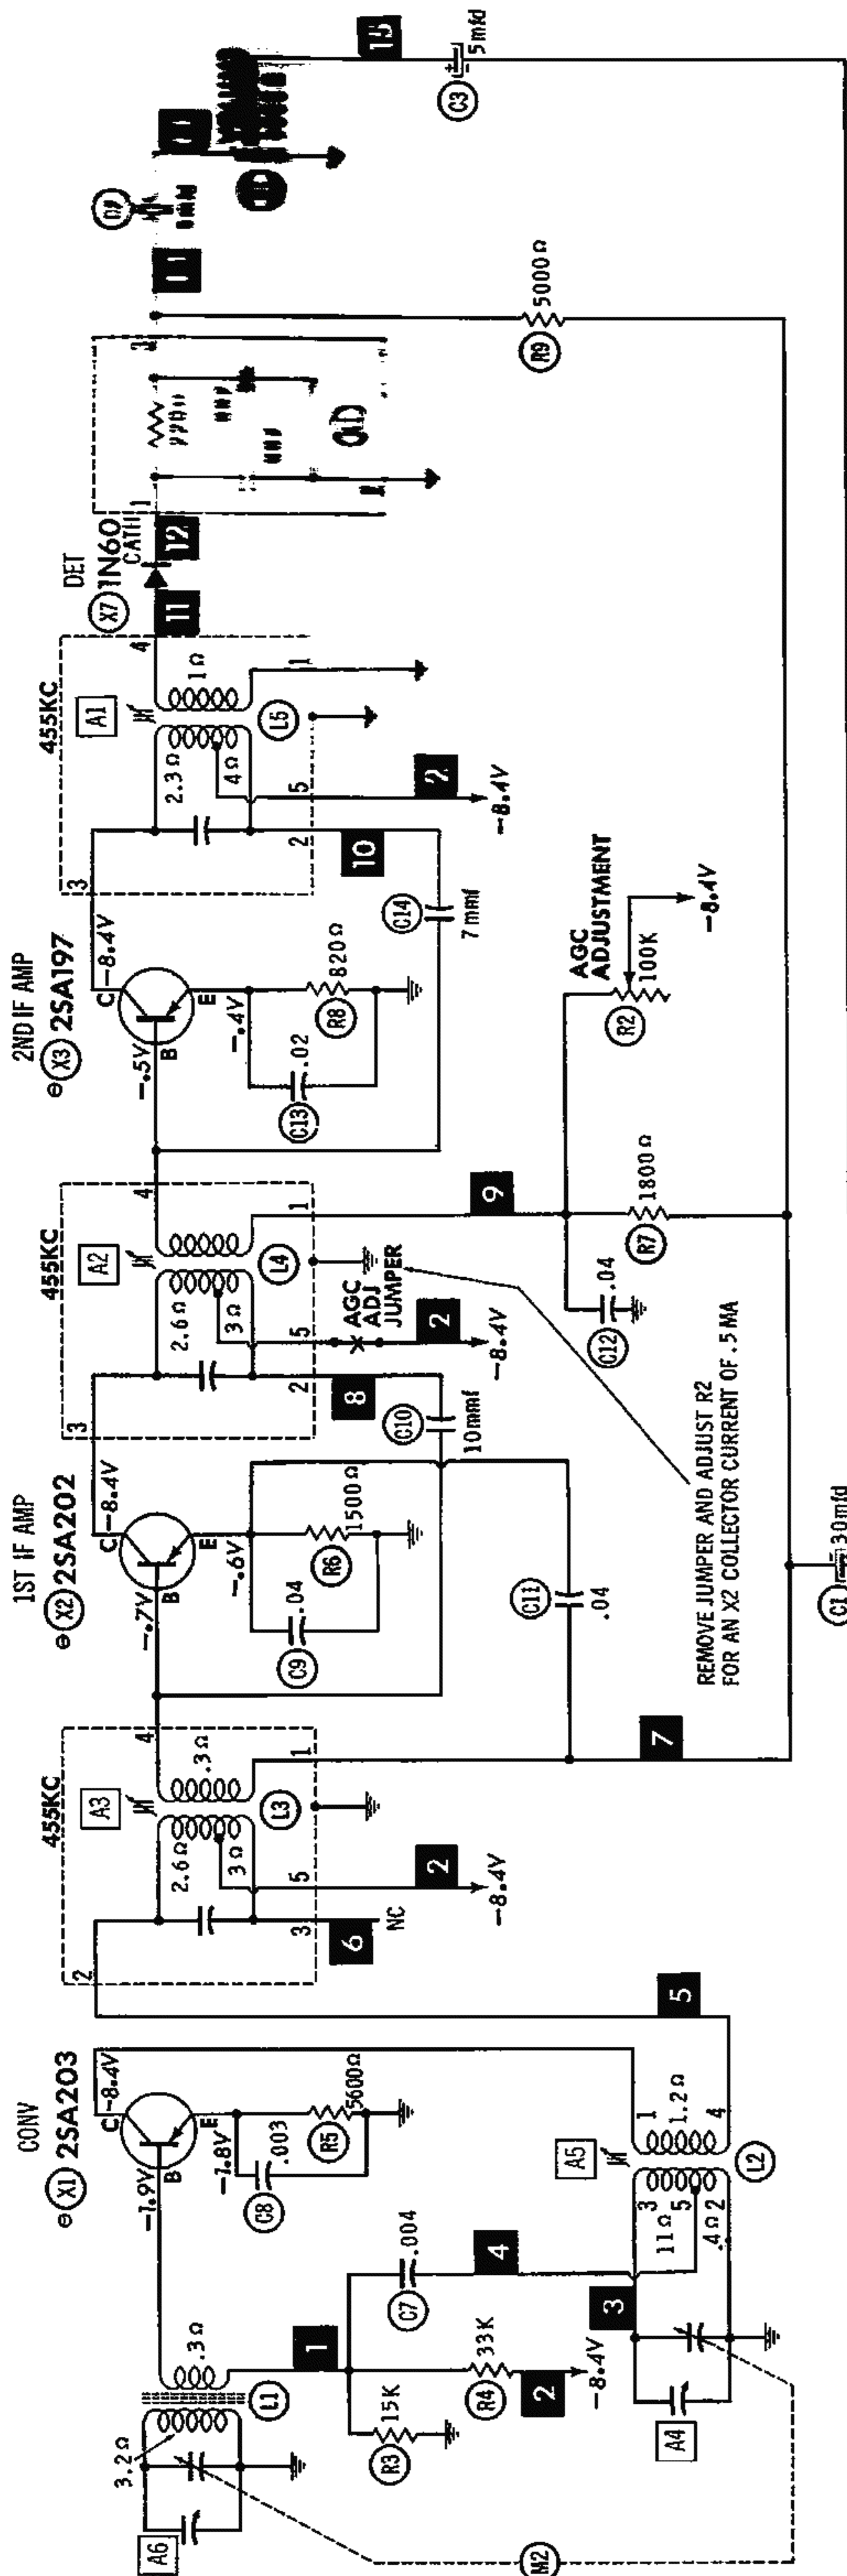 CONV
⊖ X1 2SA203
-1.9V
B
C -8.4V
E
-1.8V
C8 .003
R5 5600Ω
A6
3.2Ω
.3Ω
L1
M2
1
R3 15K
R4 33K
2
-8.4V
C7 .004
4
3
A4
A5
3 1
11Ω 1.2Ω
5
.4Ω
2 4
L2
5
455KC
2 4
A3
2.6Ω .3Ω
3Ω
L3
3 5 1
6
NC
2
-8.4V
7
1ST IF AMP
⊖ X2 2SA202
-.7V
B
C -8.4V
E
-.6V
C9 .04
R6 1500Ω
C11
.04
455KC
3 4
A2
2.6Ω
3Ω
L4
2 5 1
8
C10
10mmf
AGC
ADJ
JUMPER
2
-8.4V
9
REMOVE JUMPER AND ADJUST R2
FOR AN X2 COLLECTOR CURRENT OF .5 MA
C12 .04
R7 1800Ω
AGC
ADJUSTMENT
R2 100K
-8.4V
2ND IF AMP
⊖ X3 2SA197
-.5V
B
C -8.4V
E
-.4V
C13 .02
R8 820Ω
455KC
3 4
A1
2.3Ω 1Ω
4Ω
L5
2 5 1
10
C14
7mmf
2
-8.4V
DET
X7 1N60
CATH
11
12
1 3
R9 5000Ω
15
C3 5mfd
C1 30mfd